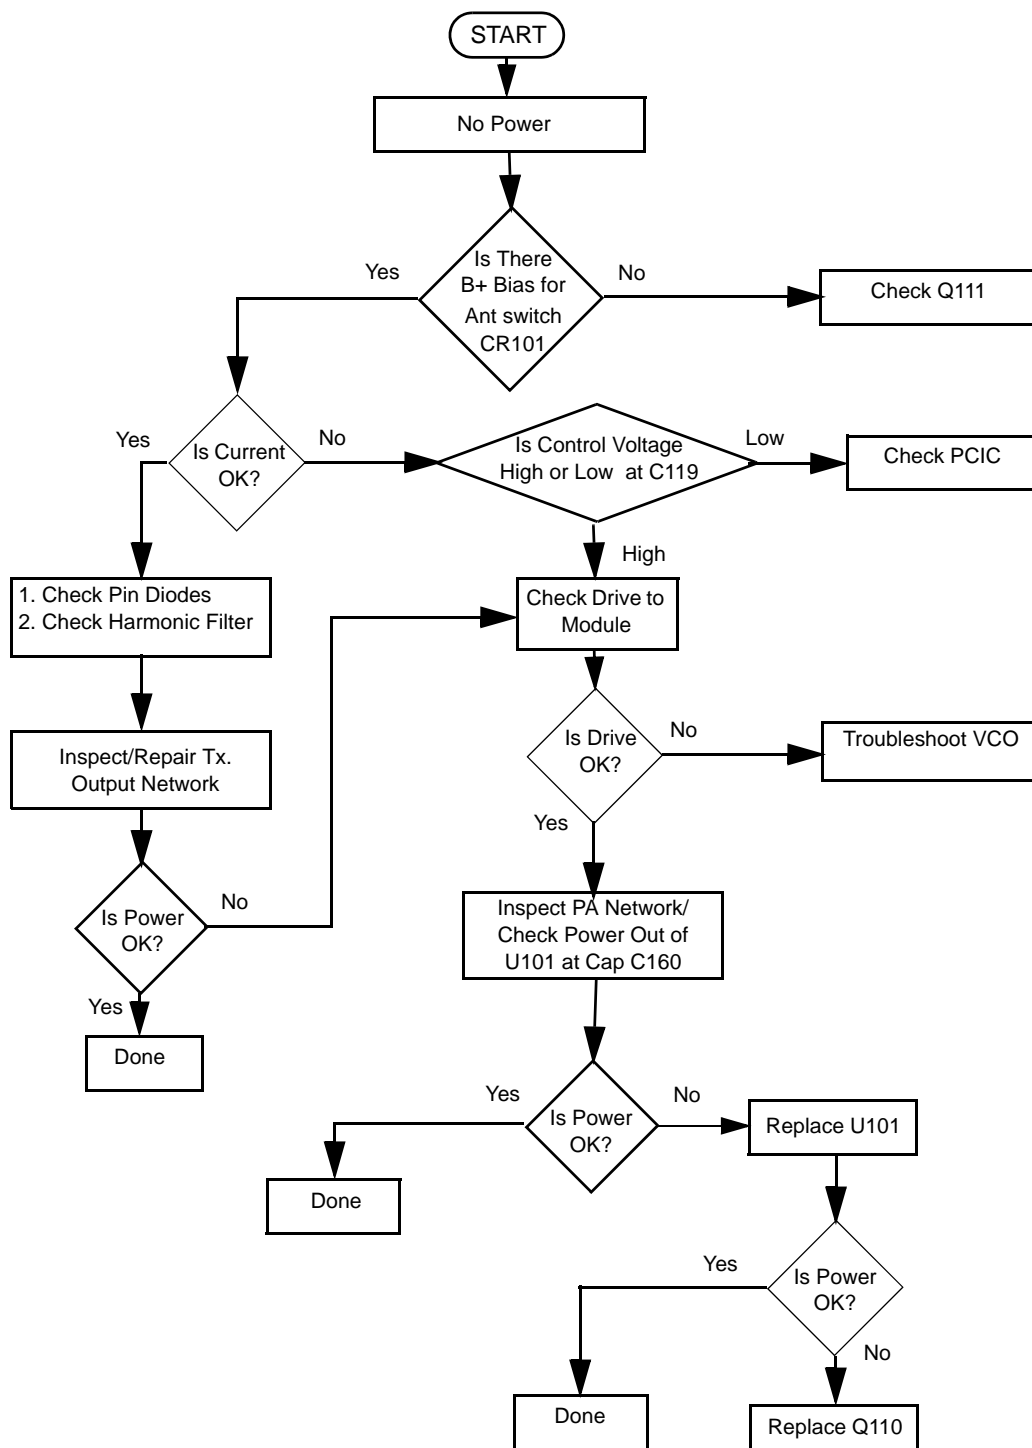 START
No Power
Is There
B+ Bias for
Ant switch
CR101
Yes
No
Check Q111
Is Current
OK?
Yes
No
Is Control Voltage
High or Low at C119
Low
Check PCIC
High
1. Check Pin Diodes
2. Check Harmonic Filter
Check Drive to
Module
Inspect/Repair Tx.
Output Network
Is Drive
OK?
No
Troubleshoot VCO
Yes
Is Power
OK?
No
Yes
Done
Inspect PA Network/
Check Power Out of
U101 at Cap C160
Is Power
OK?
Yes
No
Replace U101
Done
Is Power
OK?
Yes
No
Done
Replace Q110